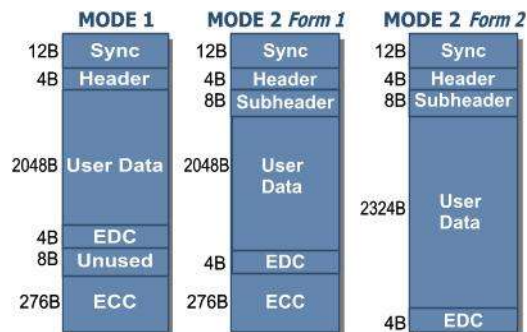 MODE 1
12B Sync
4B Header
2048B User Data
4B EDC
8B Unused
276B ECC
MODE 2 Form 1
12B Sync
4B Header
8B Subheader
2048B User
Data
4B EDC
276B ECC
MODE 2 Form 2
12B Sync
4B Header
8B Subheader
2324B User
Data
4B EDC